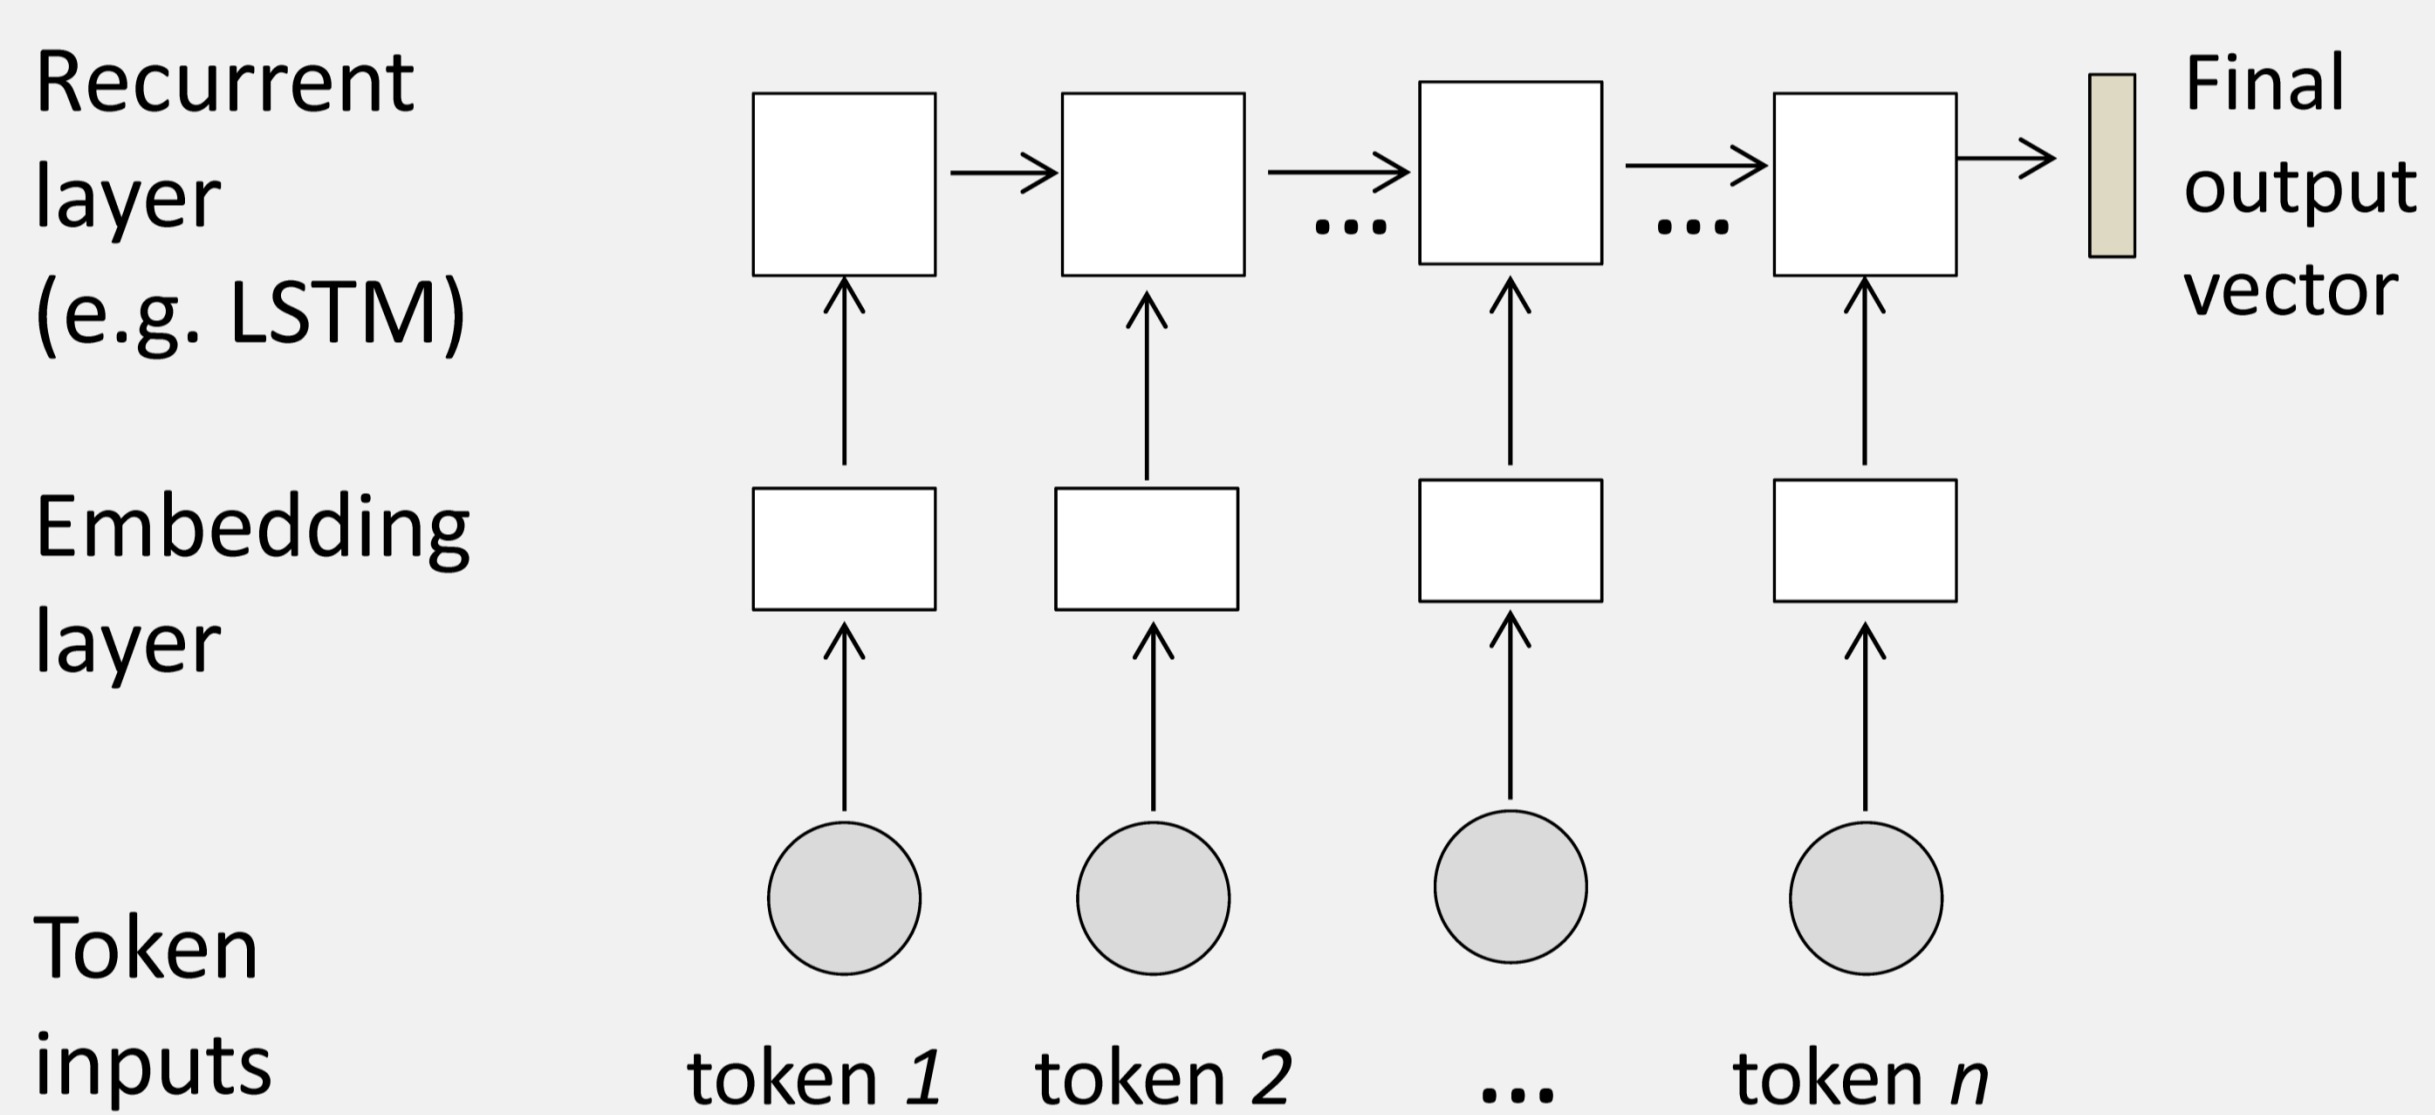 Recurrent
layer
(e.g. LSTM)
Final
output
vector
...
...
Embedding
layer
Token
inputs
token 1
token 2
...
token n